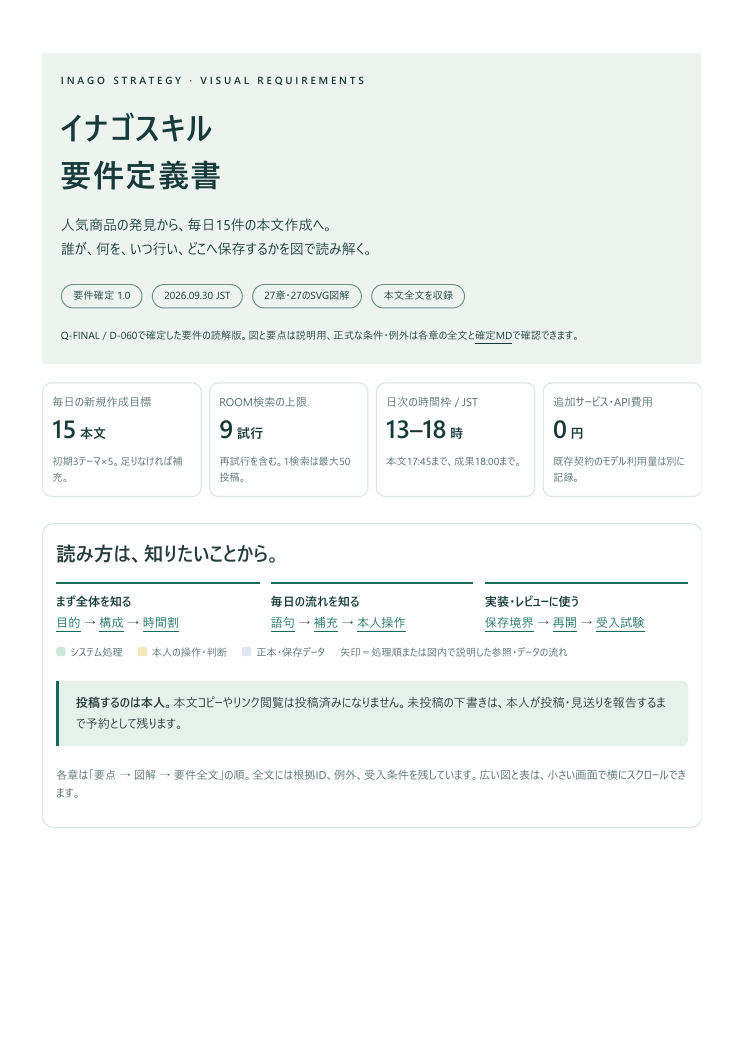 INAGO STRATEGY · VISUAL REQUIREMENTS
イナゴスキル
要件定義書
人気商品の発見から、毎日15件の本文作成へ。
誰が、何を、いつ行い、どこへ保存するかを図で読み解く。
要件確定 1.0
2026.09.30 JST
27章・27のSVG図解
本文全文を収録
Q-FINAL / D-060で確定した要件の読解版。図と要点は説明用、正式な条件・例外は各章の全文と確定MDで確認できます。
毎日の新規作成目標
15 本文
初期3テーマ×5。足りなければ補
充。
ROOM検索の上限
9 試行
再試行を含む。1検索は最大50
投稿。
日次の時間枠 / JST
13–18 時
本文17:45まで、成果18:00まで。
追加サービス・API費用
0 円
既存契約のモデル利用量は別に
記録。
読み方は、知りたいことから。
まず全体を知る
目的 → 構成 → 時間割
毎日の流れを知る
語句 → 補充 → 本人操作
実装・レビューに使う
保存境界 → 再開 → 受入試験
システム処理
本人の操作・判断
正本・保存データ
矢印＝処理順または図内で説明した参照・データの流れ
投稿するのは本人。本文コピーやリンク閲覧は投稿済みになりません。未投稿の下書きは、本人が投稿・見送りを報告するま
で予約として残ります。
各章は「要点 → 図解 → 要件全文」の順。全文には根拠ID、例外、受入条件を残しています。広い図と表は、小さい画面で横にスクロールでき
ます。